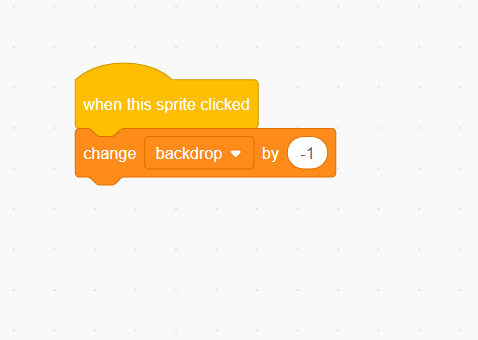 when this sprite clicked
change backdrop by -1